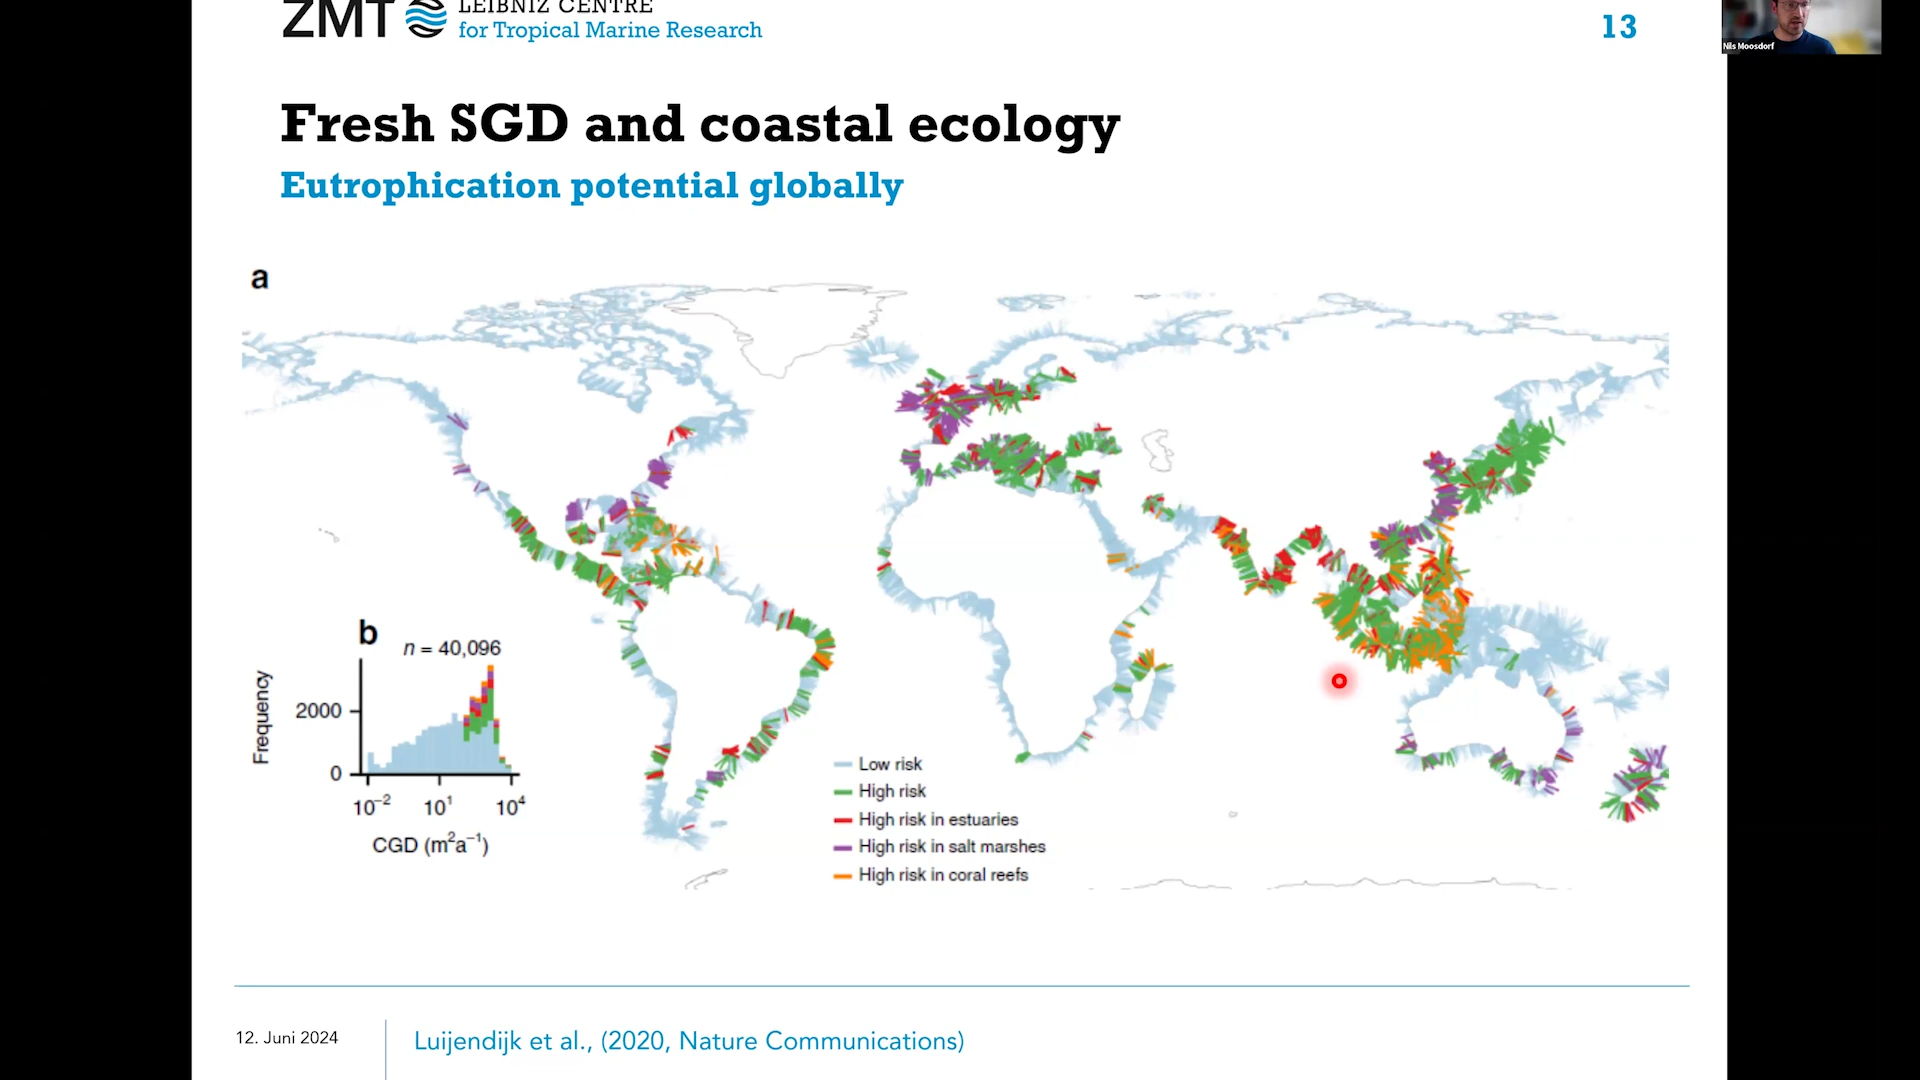 ZMT LEIBNIZ CENTRE
for Tropical Marine Research
13
Nils Moosdorf
Fresh SGD and coastal ecology
Eutrophication potential globally
a
b
n = 40,096
Frequency
2000
0
10⁻² 10¹ 10⁴
CGD (m²a⁻¹)
Low risk
High risk
High risk in estuaries
High risk in salt marshes
High risk in coral reefs
12. Juni 2024
Luijendijk et al., (2020, Nature Communications)